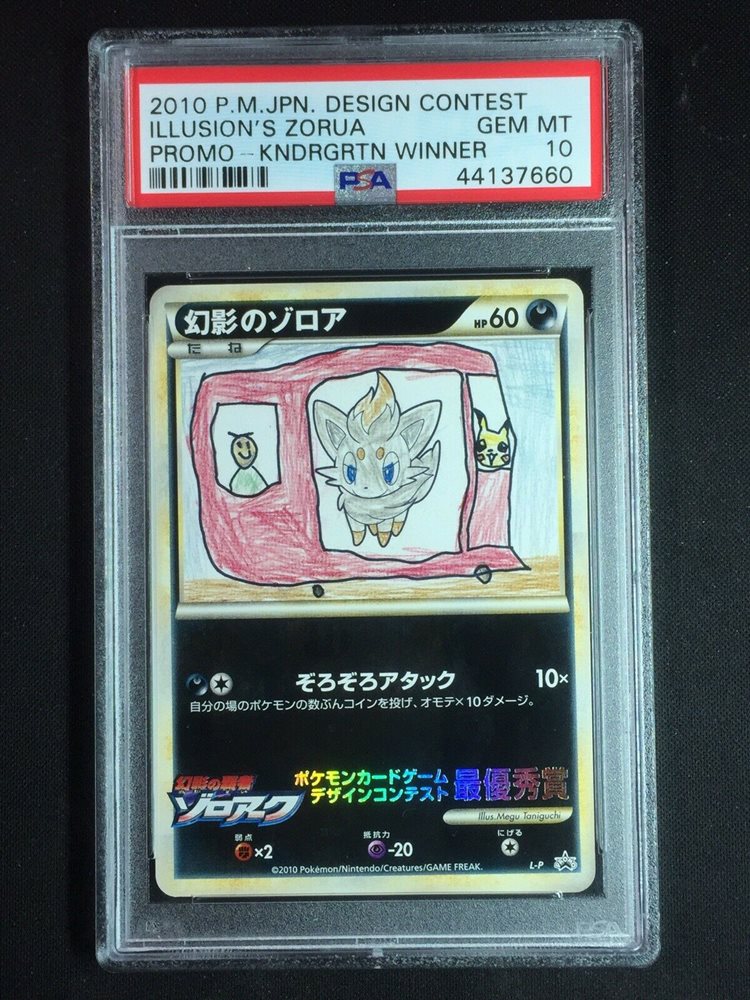 2010 P.M.JPN. DESIGN CONTEST
ILLUSION'S ZORUA GEM MT
PROMO - KNDRGRTN WINNER 10
PSA 44137660
幻影のゾロア HP 60
たね
ぞろぞろアタック 10×
自分の場のポケモンの数ぶんコインを投げ、オモテ×10ダメージ。
幻影の覇者
ゾロアーク
ポケモンカードゲーム
デザインコンテスト 最優秀賞
Illus. Megu Taniguchi
弱点 抵抗力 にげる
×2 -20
L-P
©2010 Pokémon/Nintendo/Creatures/GAME FREAK.
PSA